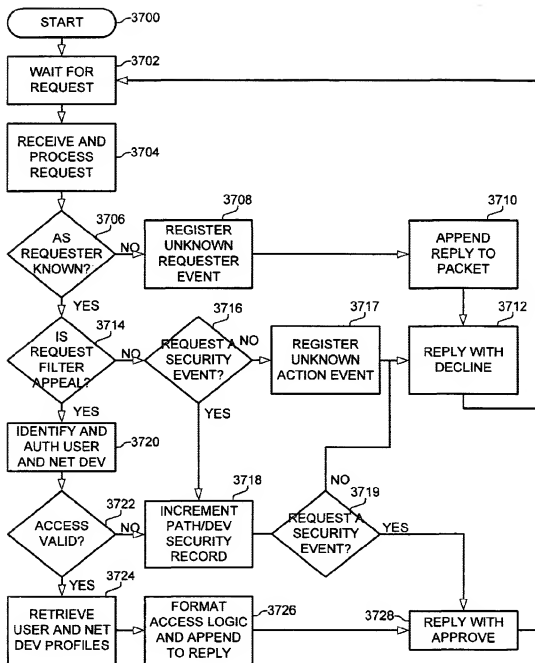 START
3700
3702
WAIT FOR
REQUEST
RECEIVE AND
PROCESS
REQUEST
3704
3706
AS
REQUESTER
KNOWN?
NO
3708
REGISTER
UNKNOWN
REQUESTER
EVENT
3710
APPEND
REPLY TO
PACKET
YES
3714
IS
REQUEST
FILTER
APPEAL?
NO
3716
REQUEST A
SECURITY
EVENT?
NO
3717
REGISTER
UNKNOWN
ACTION EVENT
3712
REPLY WITH
DECLINE
YES
YES
IDENTIFY AND
AUTH USER
AND NET DEV
3720
3722
ACCESS
VALID?
NO
3718
INCREMENT
PATH/DEV
SECURITY
RECORD
NO
3719
REQUEST A
SECURITY
EVENT?
YES
YES
3724
RETRIEVE
USER AND NET
DEV PROFILES
FORMAT
ACCESS LOGIC
AND APPEND
TO REPLY
3726
3728
REPLY WITH
APPROVE